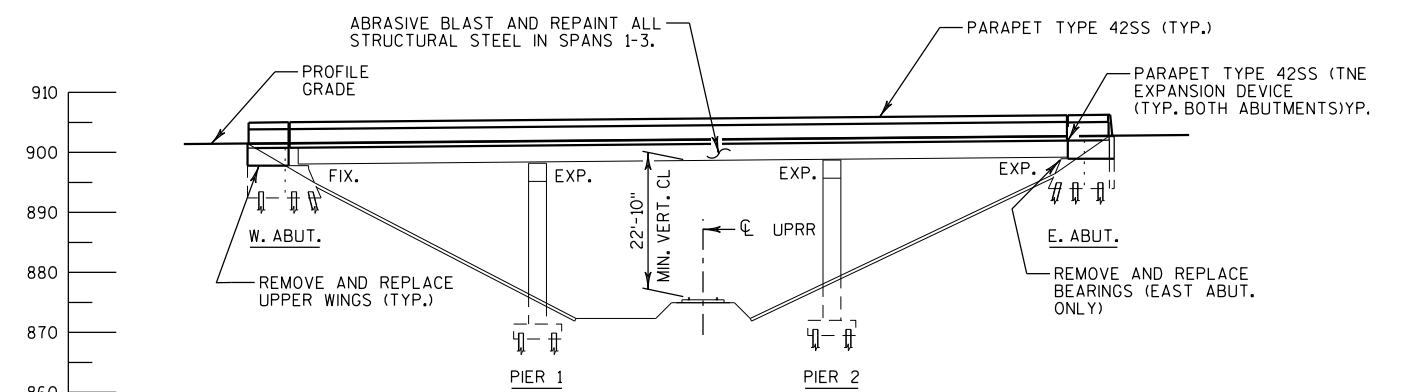 ABRASIVE BLAST AND REPAINT ALL
STRUCTURAL STEEL IN SPANS 1-3.
PARAPET TYPE 42SS (TYP.)
PROFILE
GRADE
PARAPET TYPE 42SS (TNE
EXPANSION DEVICE
(TYP. BOTH ABUTMENTS)YP.
910
900
890
880
870
860
FIX.
EXP.
EXP.
EXP.
22'-10"
MIN. VERT. CL
℄ UPRR
W. ABUT.
E. ABUT.
REMOVE AND REPLACE
UPPER WINGS (TYP.)
REMOVE AND REPLACE
BEARINGS (EAST ABUT.
ONLY)
PIER 1
PIER 2